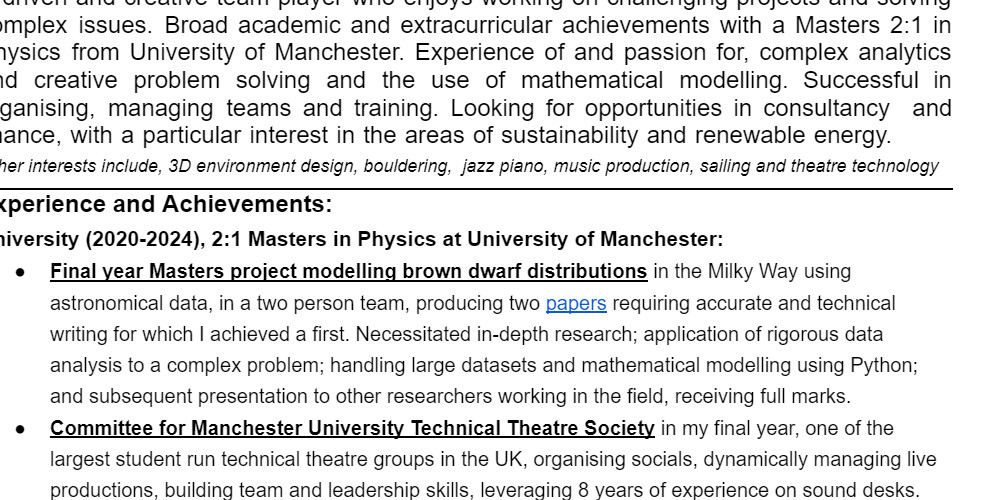 driven and creative team player who enjoys working on challenging projects and solving
omplex issues. Broad academic and extracurricular achievements with a Masters 2:1 in
hysics from University of Manchester. Experience of and passion for, complex analytics
nd creative problem solving and the use of mathematical modelling. Successful in
rganising, managing teams and training. Looking for opportunities in consultancy and
nance, with a particular interest in the areas of sustainability and renewable energy.
her interests include, 3D environment design, bouldering, jazz piano, music production, sailing and theatre technology
xperience and Achievements:
niversity (2020-2024), 2:1 Masters in Physics at University of Manchester:
● Final year Masters project modelling brown dwarf distributions in the Milky Way using
astronomical data, in a two person team, producing two papers requiring accurate and technical
writing for which I achieved a first. Necessitated in-depth research; application of rigorous data
analysis to a complex problem; handling large datasets and mathematical modelling using Python;
and subsequent presentation to other researchers working in the field, receiving full marks.
● Committee for Manchester University Technical Theatre Society in my final year, one of the
largest student run technical theatre groups in the UK, organising socials, dynamically managing live
productions, building team and leadership skills, leveraging 8 years of experience on sound desks.